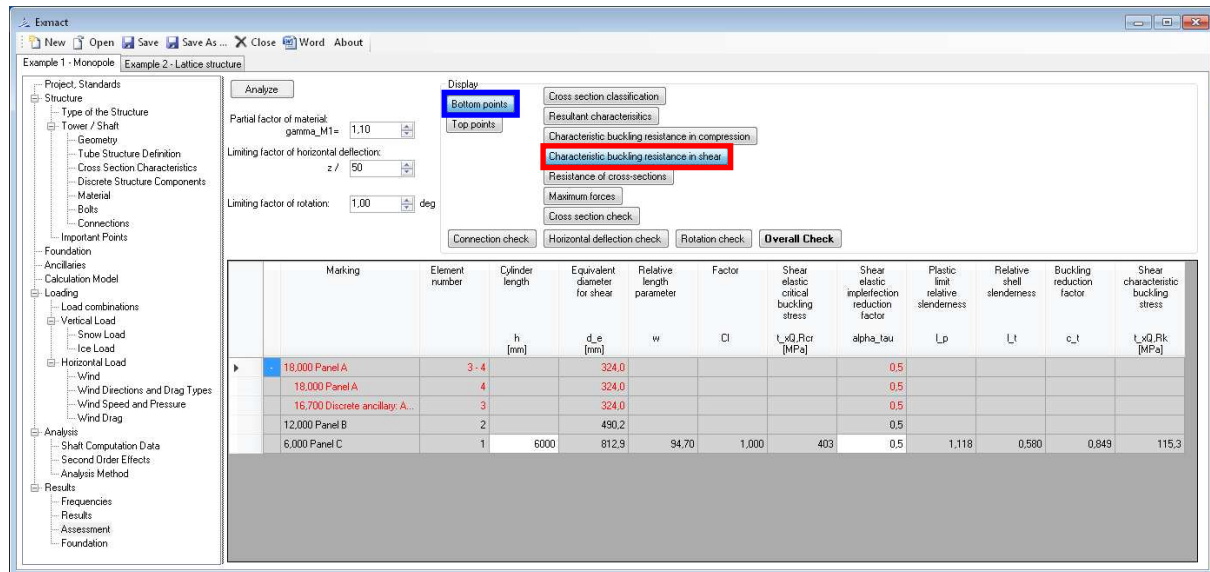 Exmact
New Open Save Save As ... Close Word About
Example 1 - Monopole Example 2 - Lattice structure
Project, Standards
Structure
Type of the Structure
Tower / Shaft
Geometry
Tube Structure Definition
Cross Section Characteristics
Discrete Structure Components
Material
Bolts
Connections
Important Points
Foundation
Ancillaries
Calculation Model
Loading
Load combinations
Vertical Load
Snow Load
Ice Load
Horizontal Load
Wind
Wind Directions and Drag Types
Wind Speed and Pressure
Wind Drag
Analysis
Shaft Computation Data
Second Order Effects
Analysis Method
Results
Frequencies
Results
Assessment
Foundation
Analyze
Partial factor of material:
gamma_M1= 1,10
Limiting factor of horizontal deflection:
z / 50
Limiting factor of rotation: 1,00 deg
Display
Bottom points
Top points
Cross section classification
Resultant characterisitics
Characteristic buckling resistance in compression
Characteristic buckling resistance in shear
Resistance of cross-sections
Maximum forces
Cross section check
Connection check Horizontal deflection check Rotation check Overall Check
Marking Element number Cylinder length Equivalent diameter for shear Relative length parameter Factor Shear elastic critical buckling stress Shear elastic implerfection reduction factor Plastic limit relative slenderness Relative shell slenderness Buckling reduction factor Shear characteristic buckling stress
h [mm] d_e [mm] w Cl t_xQ,Rcr [MPa] alpha_tau l_p l_t c_t t_xQ,Rk [MPa]
18,000 Panel A 3 - 4 324,0 0,5
18,000 Panel A 4 324,0 0,5
16,700 Discrete ancillary: A... 3 324,0 0,5
12,000 Panel B 2 490,2 0,5
6,000 Panel C 1 6000 812,9 94,70 1,000 403 0,5 1,118 0,580 0,849 115,3